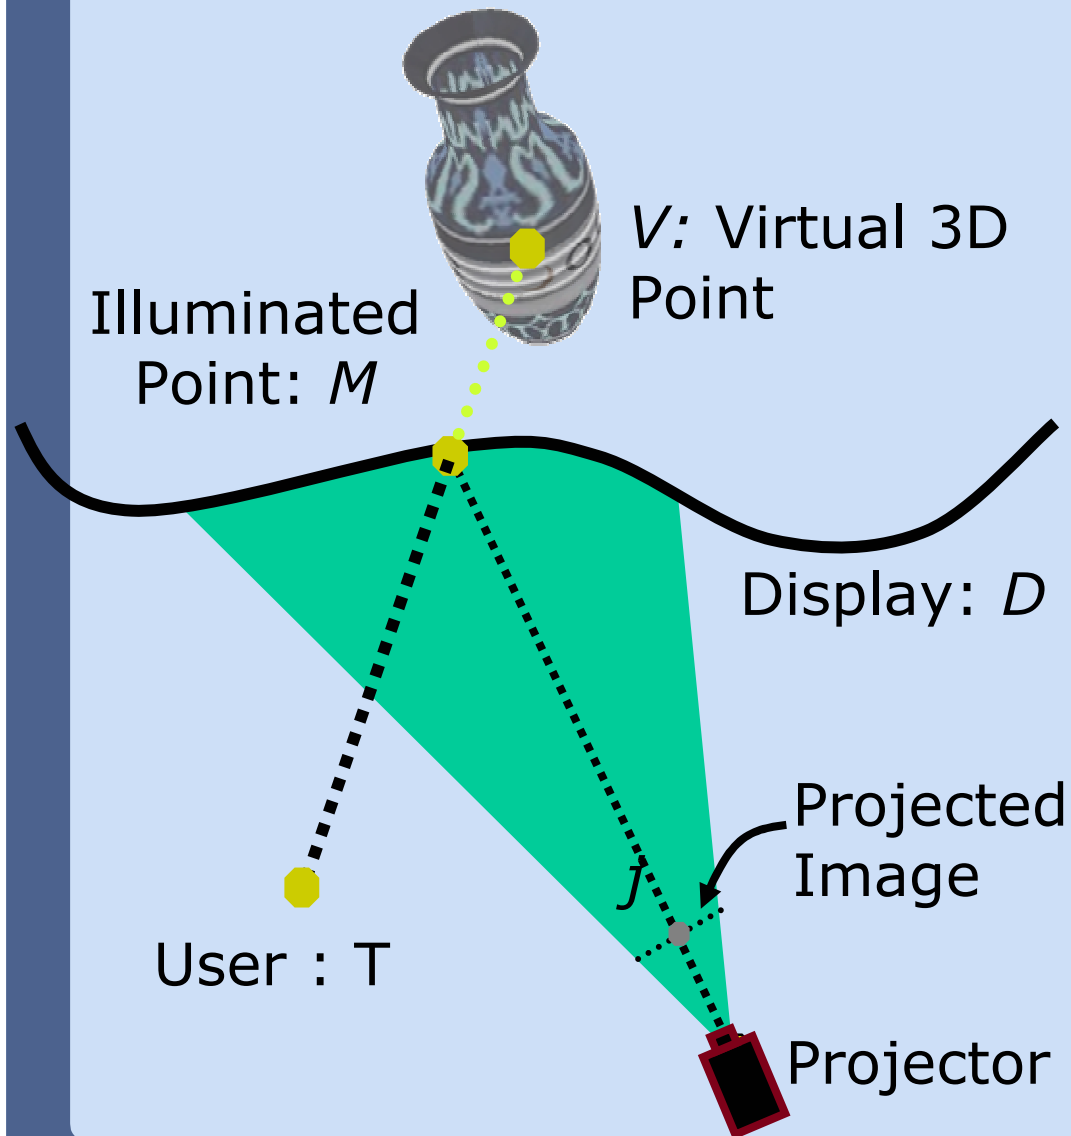 V: Virtual 3D
Point
Illuminated
Point: M
Display: D
Projected
Image
J
User : T
Projector